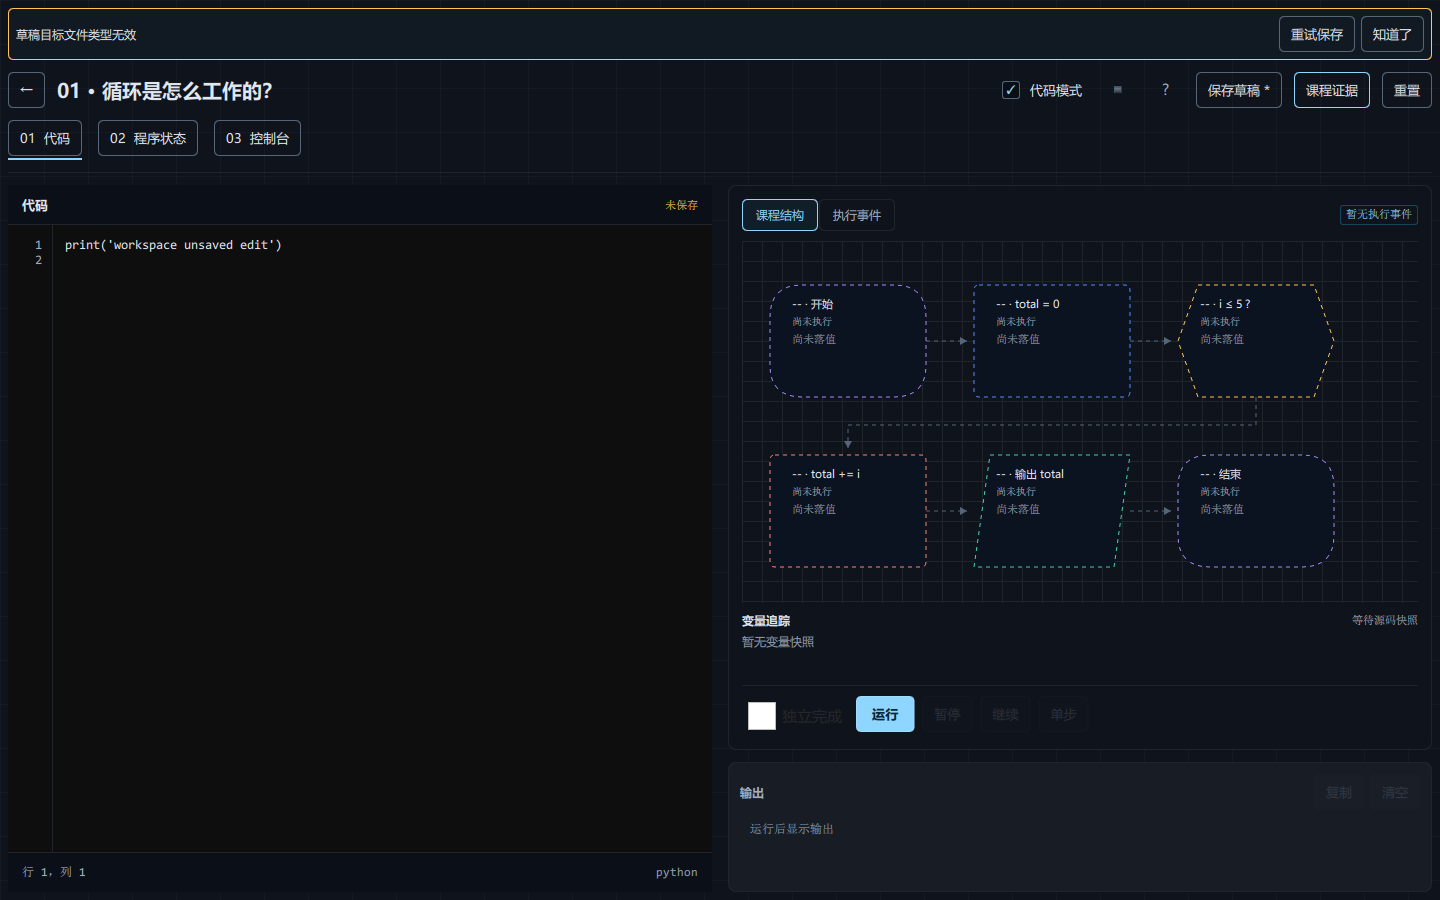 草稿目标文件类型无效
重试保存
知道了
← 01 • 循环是怎么工作的?
代码模式
?
保存草稿 *
课程证据
重置
01 代码
02 程序状态
03 控制台
代码
未保存
1 print('workspace unsaved edit')
2
行 1, 列 1
python
课程结构
执行事件
暂无执行事件
-- · 开始
尚未执行
尚未落值
-- · total = 0
尚未执行
尚未落值
-- · i ≤ 5 ?
尚未执行
尚未落值
-- · total += i
尚未执行
尚未落值
-- · 输出 total
尚未执行
尚未落值
-- · 结束
尚未执行
尚未落值
变量追踪
等待源码快照
暂无变量快照
独立完成
运行
暂停
继续
单步
输出
复制
清空
运行后显示输出